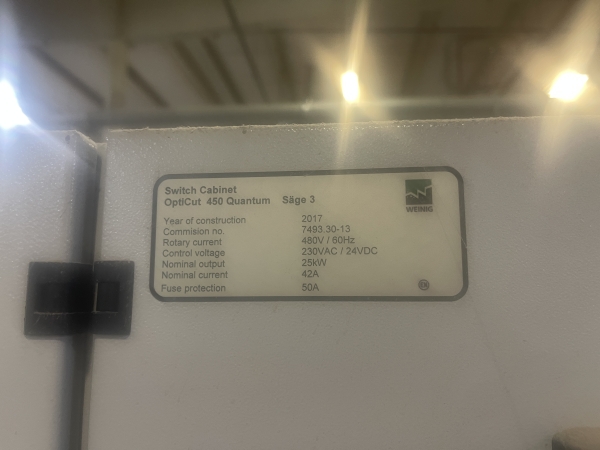 Switch Cabinet
OptiCut 450 Quantum Säge 3
WEINIG
Year of construction 2017
Commision no. 7493.30-13
Rotary current 480V / 60Hz
Control voltage 230VAC / 24VDC
Nominal output 25kW
Nominal current 42A
Fuse protection 50A